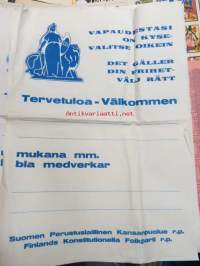 VAPAUDESTASI
ON KYSE-
VALITSE OIKEIN
DET GÄLLER
DIN FRIHET-
VÄLJ RÄTT
Tervetuloa - Välkommen
www.antikvariaatti.net
mukana mm.
bla medverkar
Suomen Perustuslaillinen Kansanpuolue r.p.
Finlands Konstitutionella Folkparti r.p.